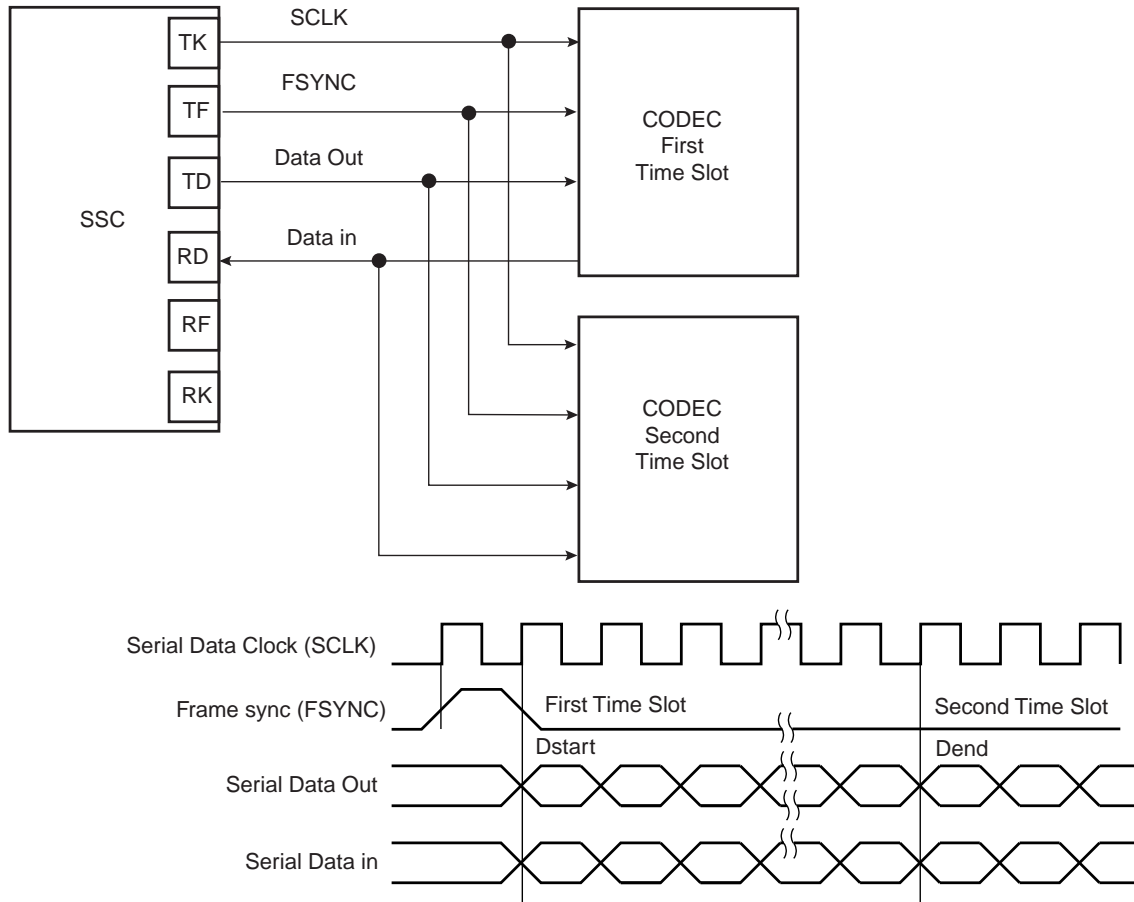 SSC
TK
TF
TD
RD
RF
RK
SCLK
FSYNC
Data Out
Data in
CODEC
First
Time Slot
CODEC
Second
Time Slot
Serial Data Clock (SCLK)
Frame sync (FSYNC)
First Time Slot
Second Time Slot
Dstart
Dend
Serial Data Out
Serial Data in